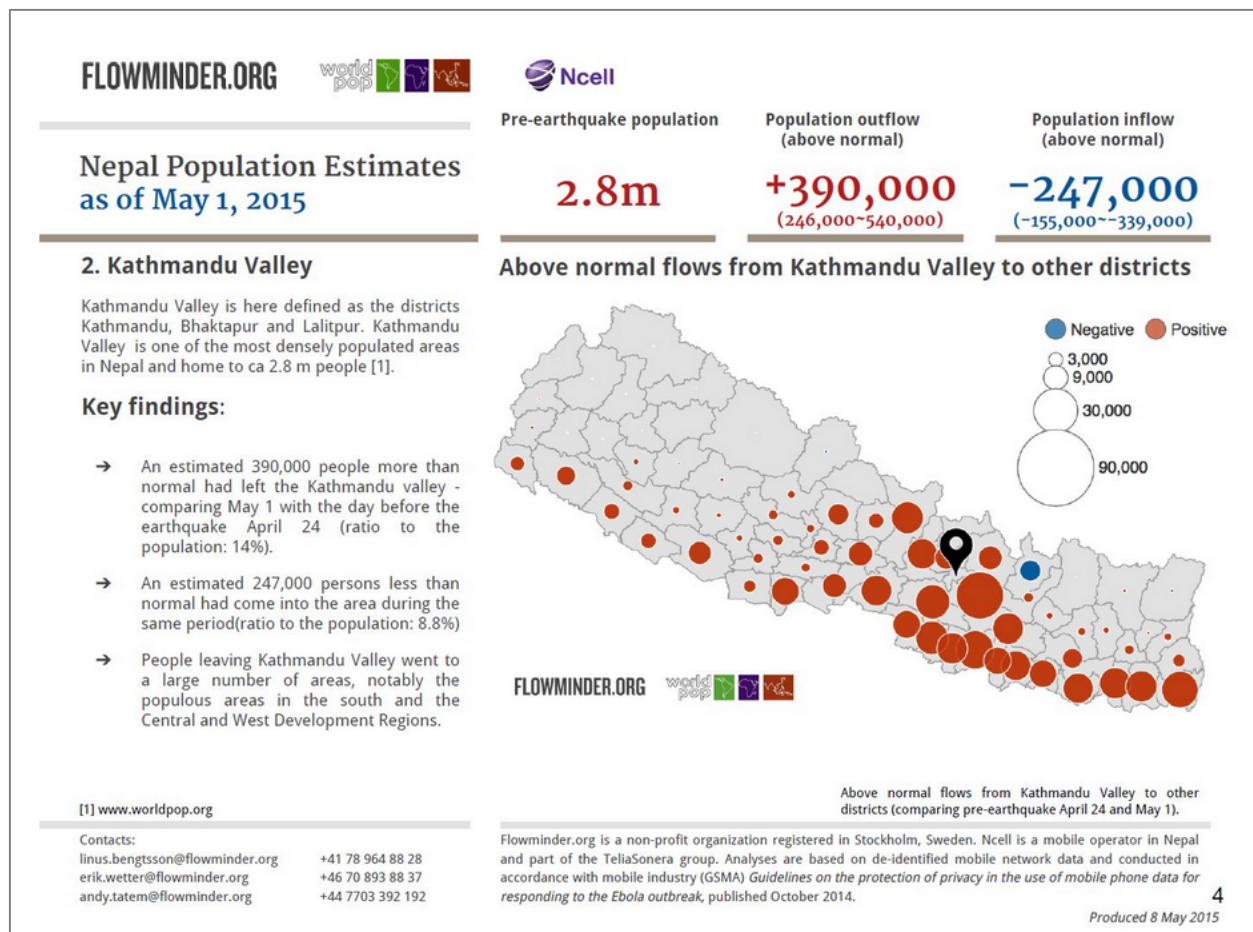 FLOWMINDER.ORG
world pop
Ncell
Nepal Population Estimates
as of May 1, 2015
Pre-earthquake population
2.8m
Population outflow
(above normal)
+390,000
(246,000~540,000)
Population inflow
(above normal)
-247,000
(-155,000~-339,000)
2. Kathmandu Valley
Kathmandu Valley is here defined as the districts
Kathmandu, Bhaktapur and Lalitpur. Kathmandu
Valley is one of the most densely populated areas
in Nepal and home to ca 2.8 m people [1].
Key findings:
➔ An estimated 390,000 people more than
normal had left the Kathmandu valley -
comparing May 1 with the day before the
earthquake April 24 (ratio to the
population: 14%).
➔ An estimated 247,000 persons less than
normal had come into the area during the
same period(ratio to the population: 8.8%)
➔ People leaving Kathmandu Valley went to
a large number of areas, notably the
populous areas in the south and the
Central and West Development Regions.
Above normal flows from Kathmandu Valley to other districts
Negative Positive
3,000
9,000
30,000
90,000
FLOWMINDER.ORG
world pop
Above normal flows from Kathmandu Valley to other
districts (comparing pre-earthquake April 24 and May 1).
[1] www.worldpop.org
Contacts:
linus.bengtsson@flowminder.org +41 78 964 88 28
erik.wetter@flowminder.org +46 70 893 88 37
andy.tatem@flowminder.org +44 7703 392 192
Flowminder.org is a non-profit organization registered in Stockholm, Sweden. Ncell is a mobile operator in Nepal
and part of the TeliaSonera group. Analyses are based on de-identified mobile network data and conducted in
accordance with mobile industry (GSMA) Guidelines on the protection of privacy in the use of mobile phone data for
responding to the Ebola outbreak, published October 2014.
4
Produced 8 May 2015